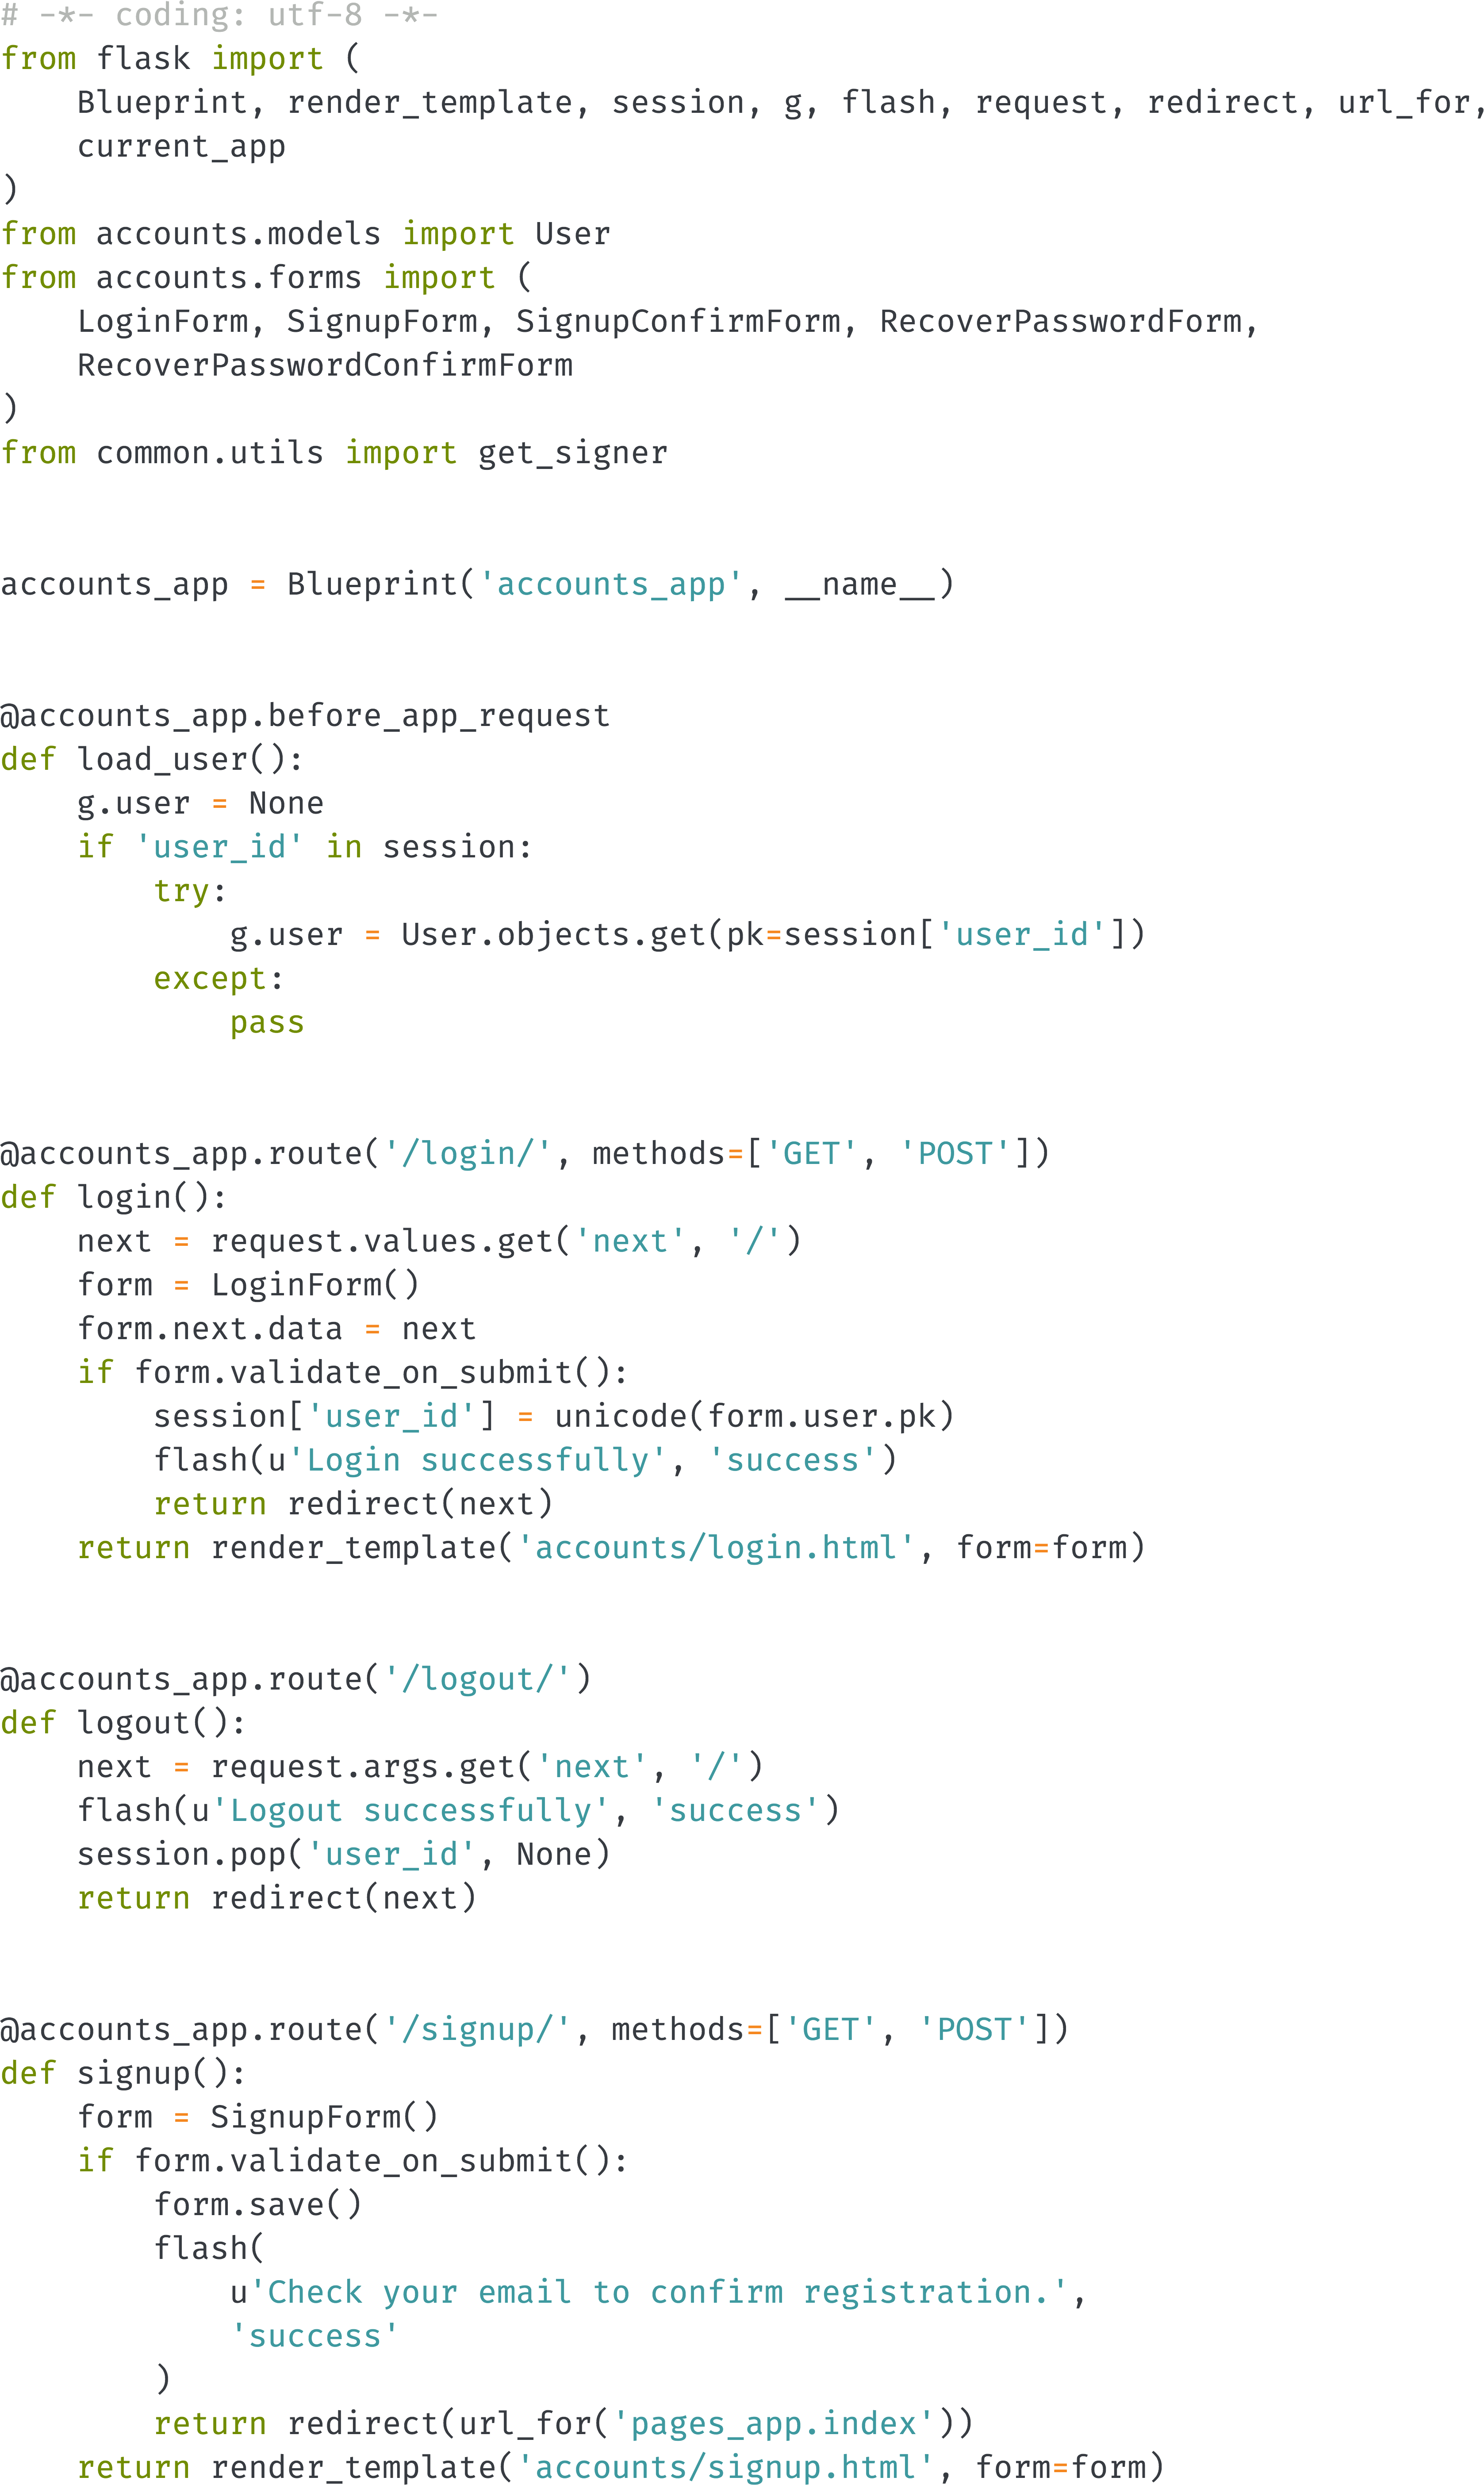 # -*- coding: utf-8 -*-
from flask import (
    Blueprint, render_template, session, g, flash, request, redirect, url_for,
    current_app
)
from accounts.models import User
from accounts.forms import (
    LoginForm, SignupForm, SignupConfirmForm, RecoverPasswordForm,
    RecoverPasswordConfirmForm
)
from common.utils import get_signer


accounts_app = Blueprint('accounts_app', __name__)


@accounts_app.before_app_request
def load_user():
    g.user = None
    if 'user_id' in session:
        try:
            g.user = User.objects.get(pk=session['user_id'])
        except:
            pass


@accounts_app.route('/login/', methods=['GET', 'POST'])
def login():
    next = request.values.get('next', '/')
    form = LoginForm()
    form.next.data = next
    if form.validate_on_submit():
        session['user_id'] = unicode(form.user.pk)
        flash(u'Login successfully', 'success')
        return redirect(next)
    return render_template('accounts/login.html', form=form)


@accounts_app.route('/logout/')
def logout():
    next = request.args.get('next', '/')
    flash(u'Logout successfully', 'success')
    session.pop('user_id', None)
    return redirect(next)


@accounts_app.route('/signup/', methods=['GET', 'POST'])
def signup():
    form = SignupForm()
    if form.validate_on_submit():
        form.save()
        flash(
            u'Check your email to confirm registration.',
            'success'
        )
        return redirect(url_for('pages_app.index'))
    return render_template('accounts/signup.html', form=form)